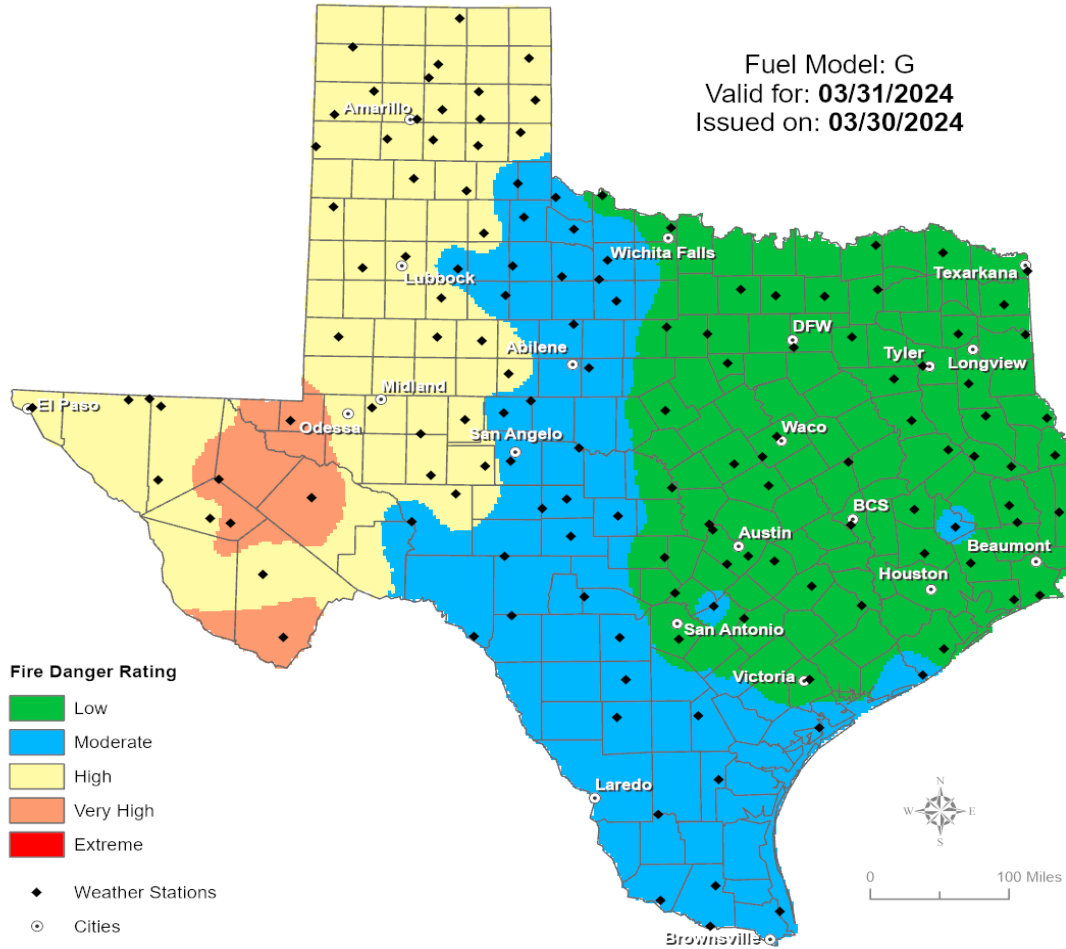 Fuel Model: G
Valid for: 03/31/2024
Issued on: 03/30/2024
Amarillo
Wichita Falls
Lubbock
Texarkana
DFW
Abilene
Tyler
Longview
Midland
El Paso
Odessa
San Angelo
Waco
BCS
Austin
Beaumont
Houston
San Antonio
Victoria
Laredo
Brownsville
Fire Danger Rating
Low
Moderate
High
Very High
Extreme
Weather Stations
Cities
N
W E
S
0 100 Miles